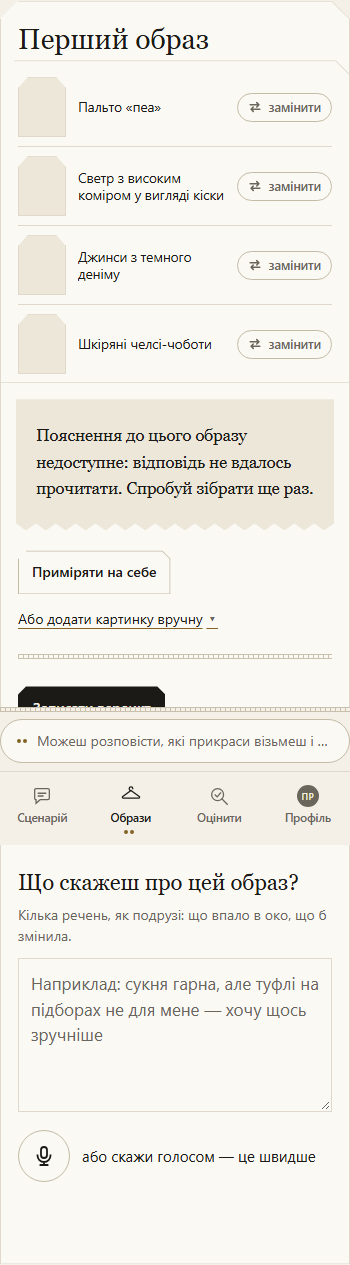 Перший образ
Пальто «пеа»
замінити
Светр з високим
коміром у вигляді кіски
замінити
Джинси з темного
деніму
замінити
Шкіряні челсі-чоботи
замінити
Пояснення до цього образу
недоступне: відповідь не вдалось
прочитати. Спробуй зібрати ще раз.
Приміряти на себе
Або додати картинку вручну
Можеш розповісти, які прикраси візьмеш і ...
Сценарій
Образи
Оцінити
ПР
Профіль
Що скажеш про цей образ?
Кілька речень, як подрузі: що впало в око, що б
змінила.
Наприклад: сукня гарна, але туфлі на
підборах не для мене — хочу щось
зручніше
або скажи голосом — це швидше